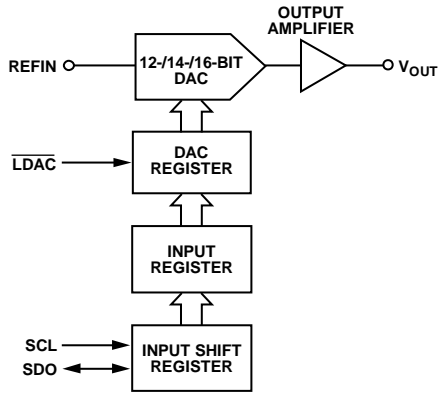 OUTPUT
AMPLIFIER
REFIN
12-/14-/16-BIT
DAC
VOUT
LDAC
DAC
REGISTER
INPUT
REGISTER
SCL
SDO
INPUT SHIFT
REGISTER